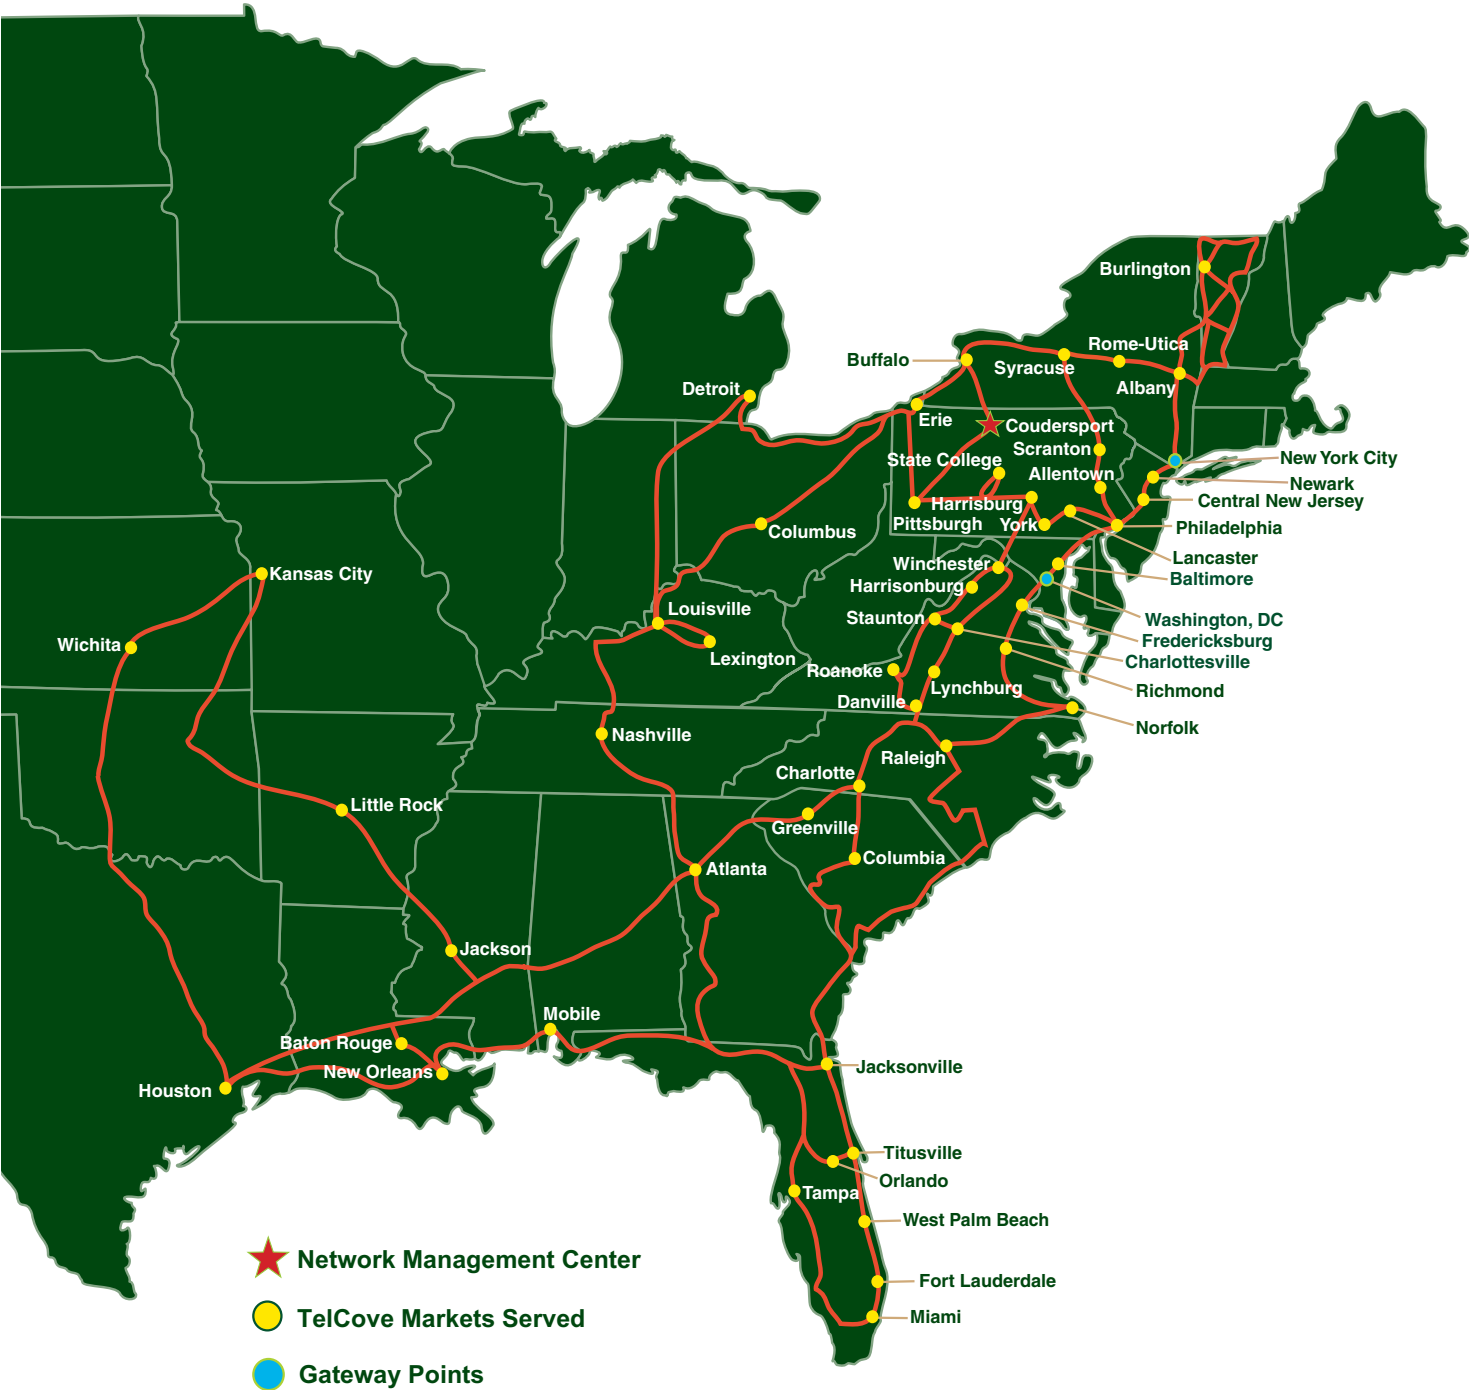 Burlington
Rome-Utica
Buffalo
Syracuse
Albany
Detroit
Erie
Coudersport
Scranton
State College
Allentown
New York City
Newark
Central New Jersey
Harrisburg
Pittsburgh
York
Philadelphia
Columbus
Lancaster
Winchester
Baltimore
Kansas City
Harrisonburg
Louisville
Staunton
Washington, DC
Fredericksburg
Wichita
Lexington
Charlottesville
Roanoke
Lynchburg
Richmond
Danville
Norfolk
Nashville
Raleigh
Charlotte
Little Rock
Greenville
Columbia
Atlanta
Jackson
Mobile
Baton Rouge
New Orleans
Jacksonville
Houston
Titusville
Orlando
Tampa
West Palm Beach
Network Management Center
Fort Lauderdale
TelCove Markets Served
Miami
Gateway Points